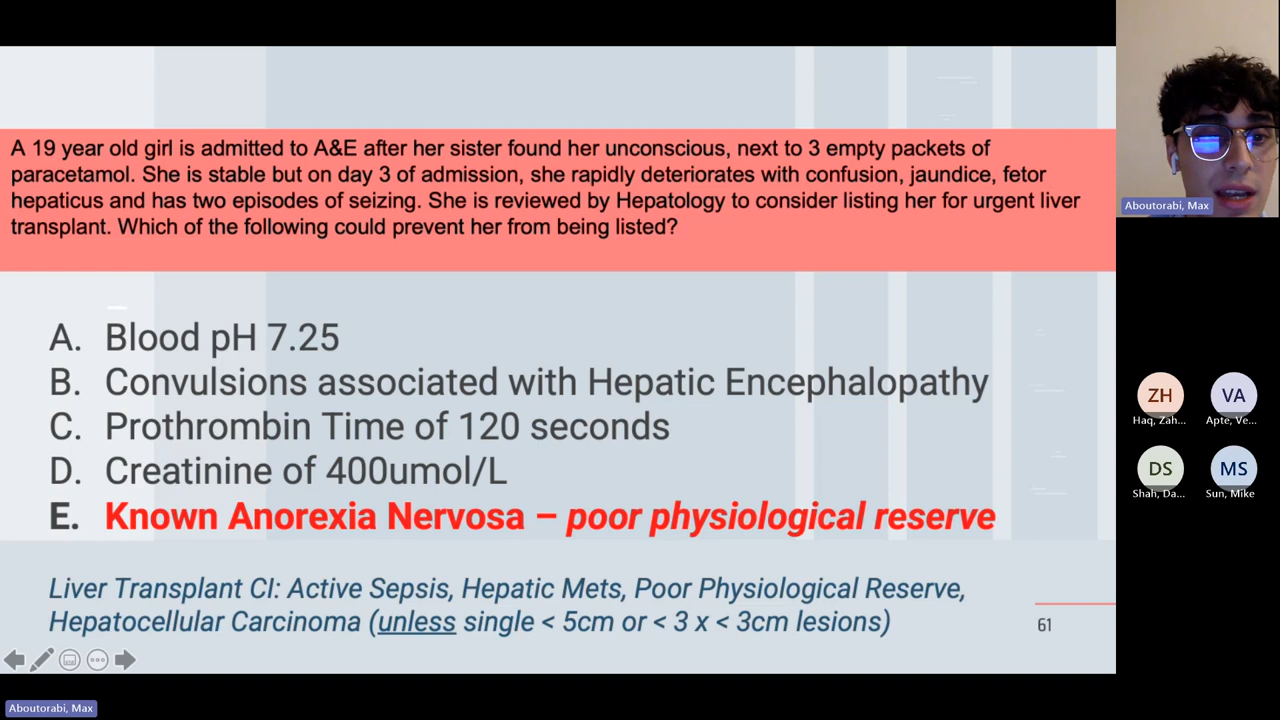 A 19 year old girl is admitted to A&E after her sister found her unconscious, next to 3 empty packets of
paracetamol. She is stable but on day 3 of admission, she rapidly deteriorates with confusion, jaundice, fetor
hepaticus and has two episodes of seizing. She is reviewed by Hepatology to consider listing her for urgent liver
transplant. Which of the following could prevent her from being listed?
A. Blood pH 7.25
B. Convulsions associated with Hepatic Encephalopathy
C. Prothrombin Time of 120 seconds
D. Creatinine of 400umol/L
E. Known Anorexia Nervosa – poor physiological reserve
Liver Transplant CI: Active Sepsis, Hepatic Mets, Poor Physiological Reserve,
Hepatocellular Carcinoma (unless single < 5cm or < 3 x < 3cm lesions)
61
Aboutorabi, Max
ZH
Haq, Zah...
VA
Apte, Ve...
DS
Shah, Da...
MS
Sun, Mike
Aboutorabi, Max